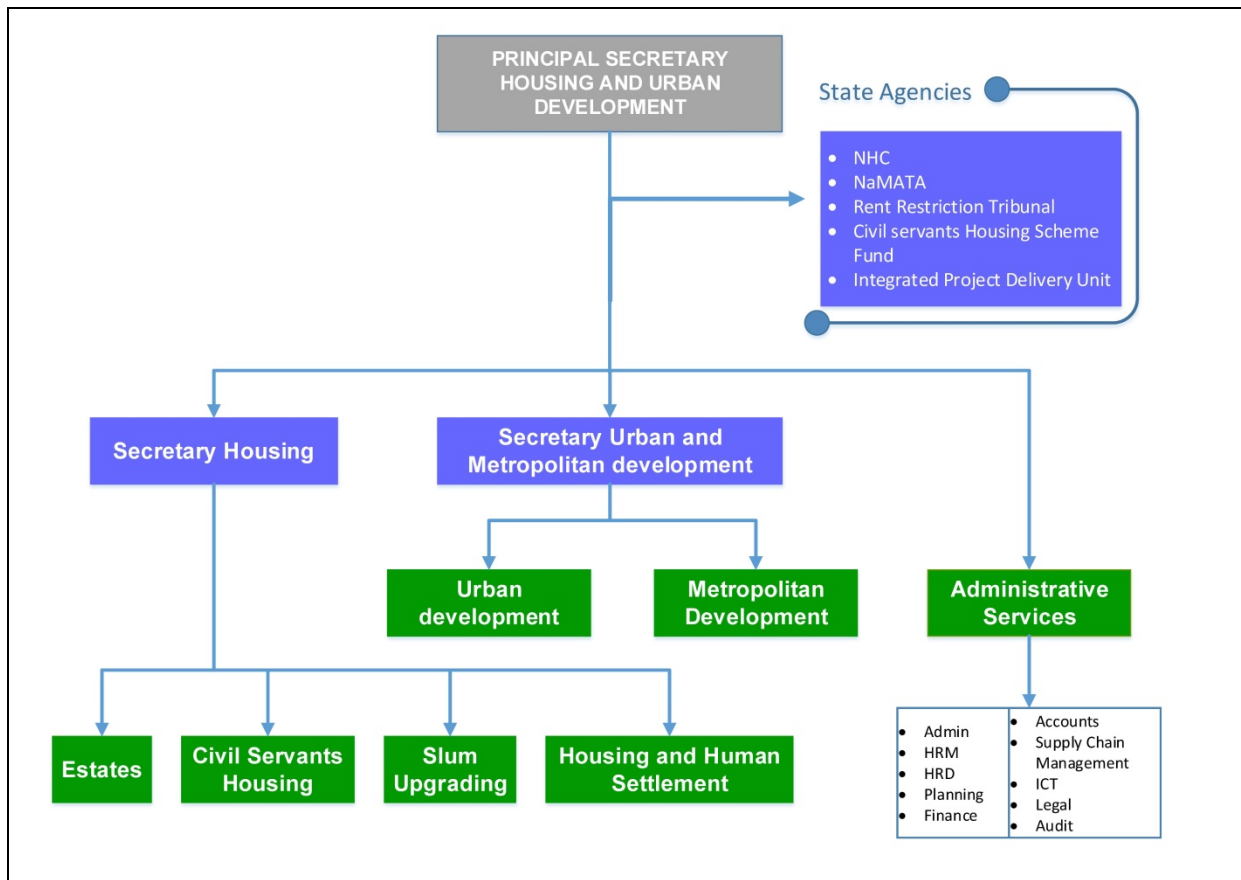 PRINCIPAL SECRETARY
HOUSING AND URBAN
DEVELOPMENT
State Agencies
• NHC
• NaMATA
• Rent Restriction Tribunal
• Civil servants Housing Scheme
Fund
• Integrated Project Delivery Unit
Secretary Housing
Secretary Urban and
Metropolitan development
Urban
development
Metropolitan
Development
Administrative
Services
Estates
Civil Servants
Housing
Slum
Upgrading
Housing and Human
Settlement
• Admin
• HRM
• HRD
• Planning
• Finance
• Accounts
• Supply Chain
Management
• ICT
• Legal
• Audit